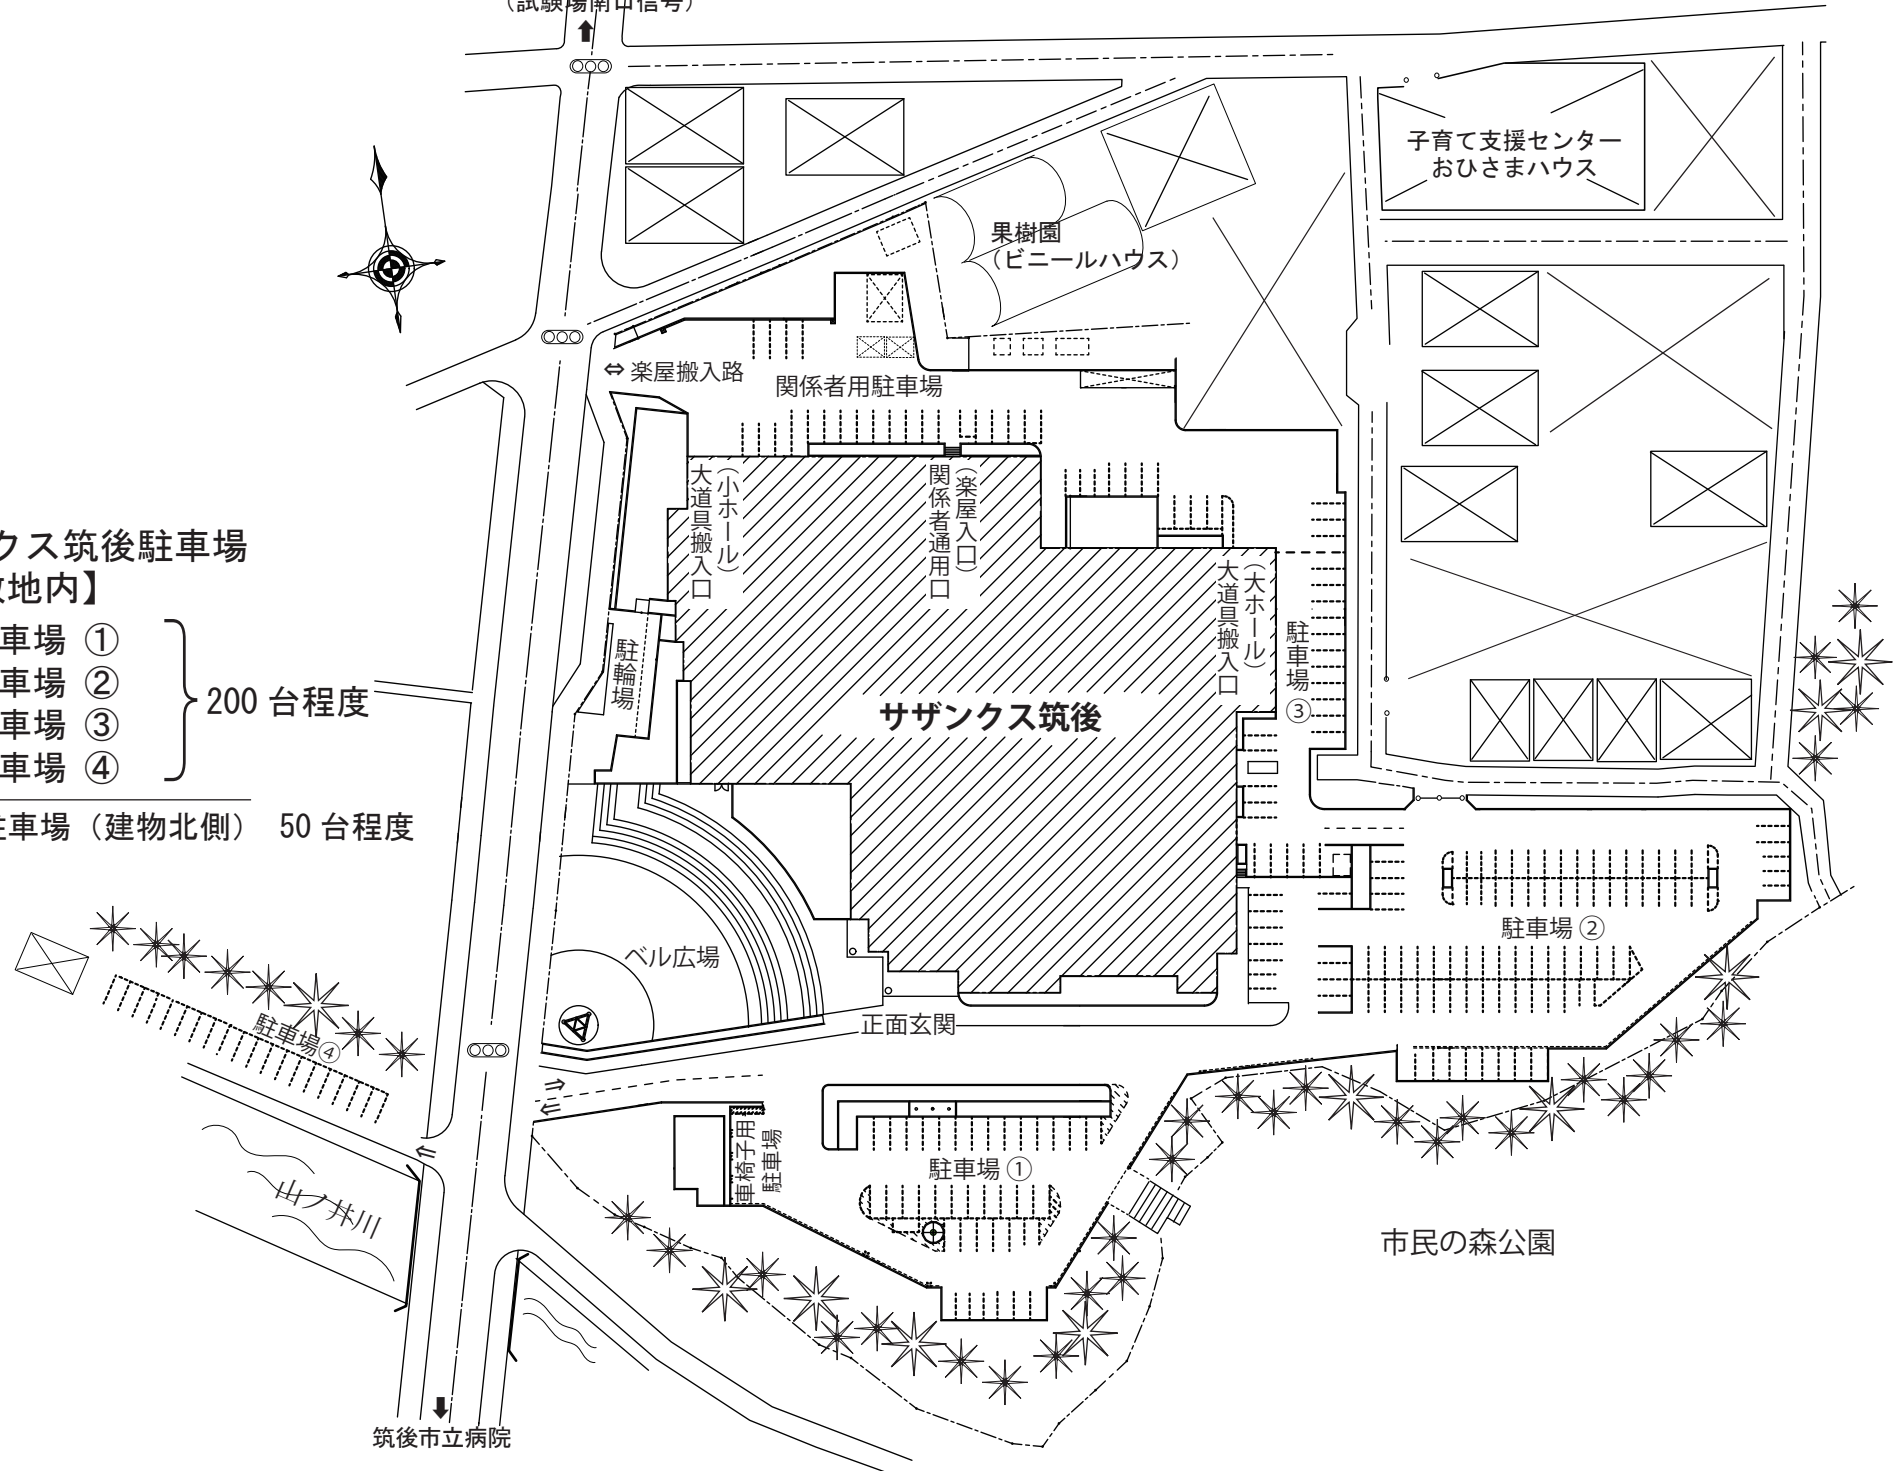 （試験場南口信号）
子育て支援センター
おひさまハウス
果樹園
（ビニールハウス）
⇔ 楽屋搬入路
関係者用駐車場
（小ホール）
大道具搬入口
（楽屋入口）
関係者通用口
（大ホール）
大道具搬入口
クス筑後駐車場
地内】
車場 ①
車場 ②
車場 ③
車場 ④
200 台程度
車場（建物北側） 50 台程度
駐輪場
サザンクス筑後
駐車場③
駐車場 ②
ベル広場
正面玄関
駐車場④
車椅子用
駐車場
駐車場 ①
山ノ井川
市民の森公園
筑後市立病院